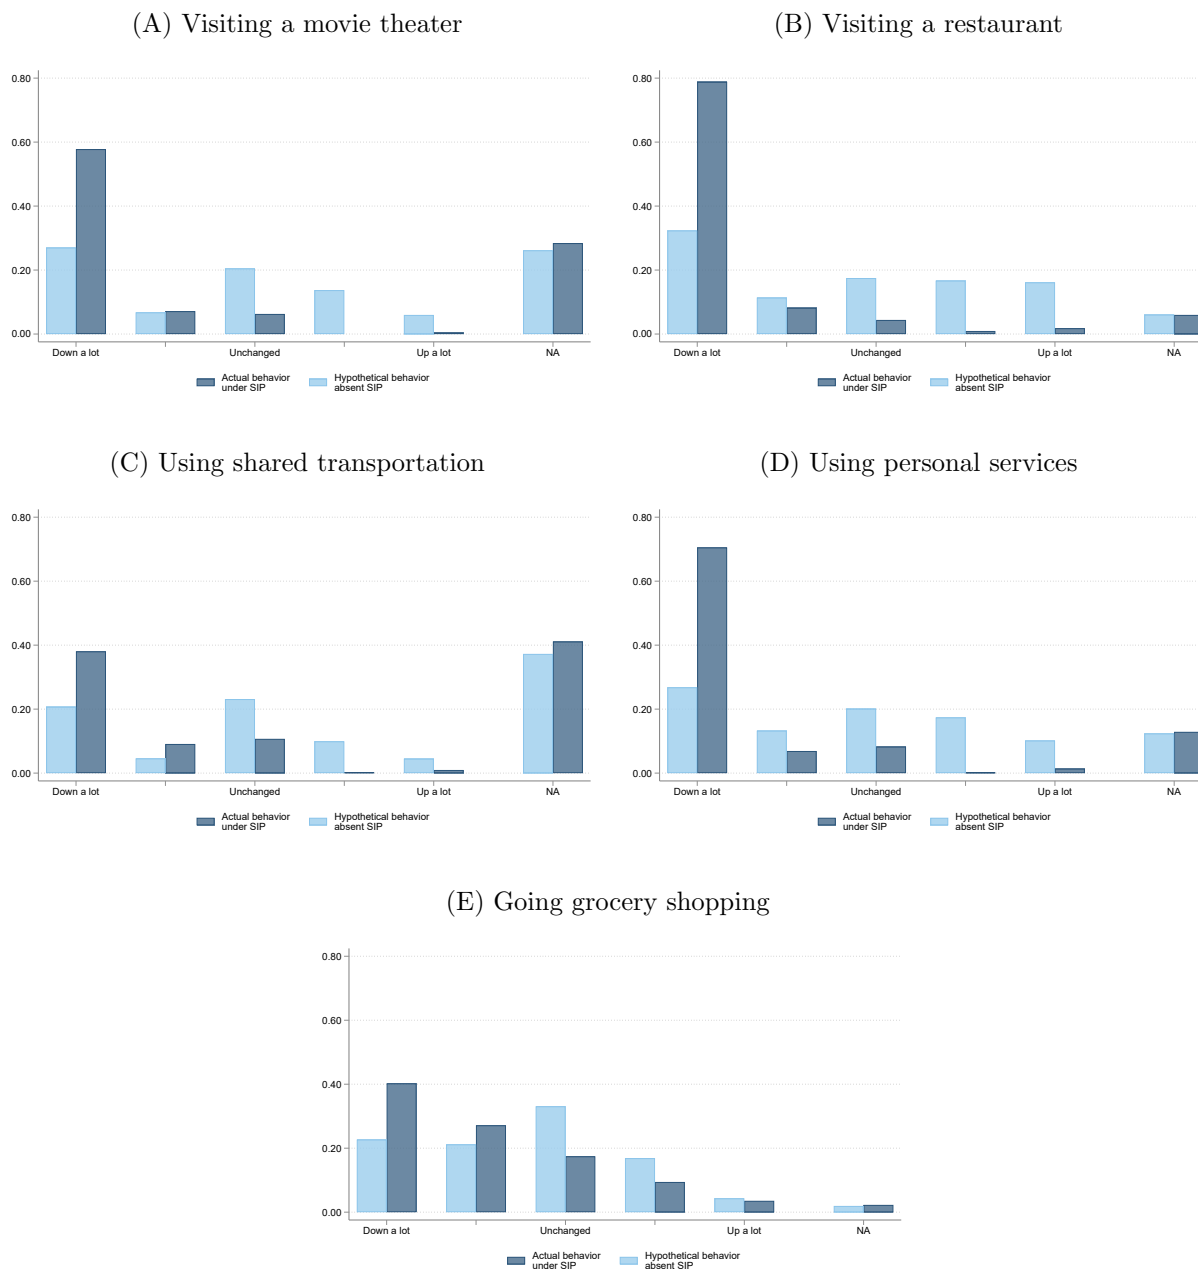 (A) Visiting a movie theater
0.80
0.60
0.40
0.20
0.00
Down a lot
Unchanged
Up a lot
NA
Actual behavior
under SIP
Hypothetical behavior
absent SIP
(B) Visiting a restaurant
0.80
0.60
0.40
0.20
0.00
Down a lot
Unchanged
Up a lot
NA
Actual behavior
under SIP
Hypothetical behavior
absent SIP
(C) Using shared transportation
0.80
0.60
0.40
0.20
0.00
Down a lot
Unchanged
Up a lot
NA
Actual behavior
under SIP
Hypothetical behavior
absent SIP
(D) Using personal services
0.80
0.60
0.40
0.20
0.00
Down a lot
Unchanged
Up a lot
NA
Actual behavior
under SIP
Hypothetical behavior
absent SIP
(E) Going grocery shopping
0.80
0.60
0.40
0.20
0.00
Down a lot
Unchanged
Up a lot
NA
Actual behavior
under SIP
Hypothetical behavior
absent SIP